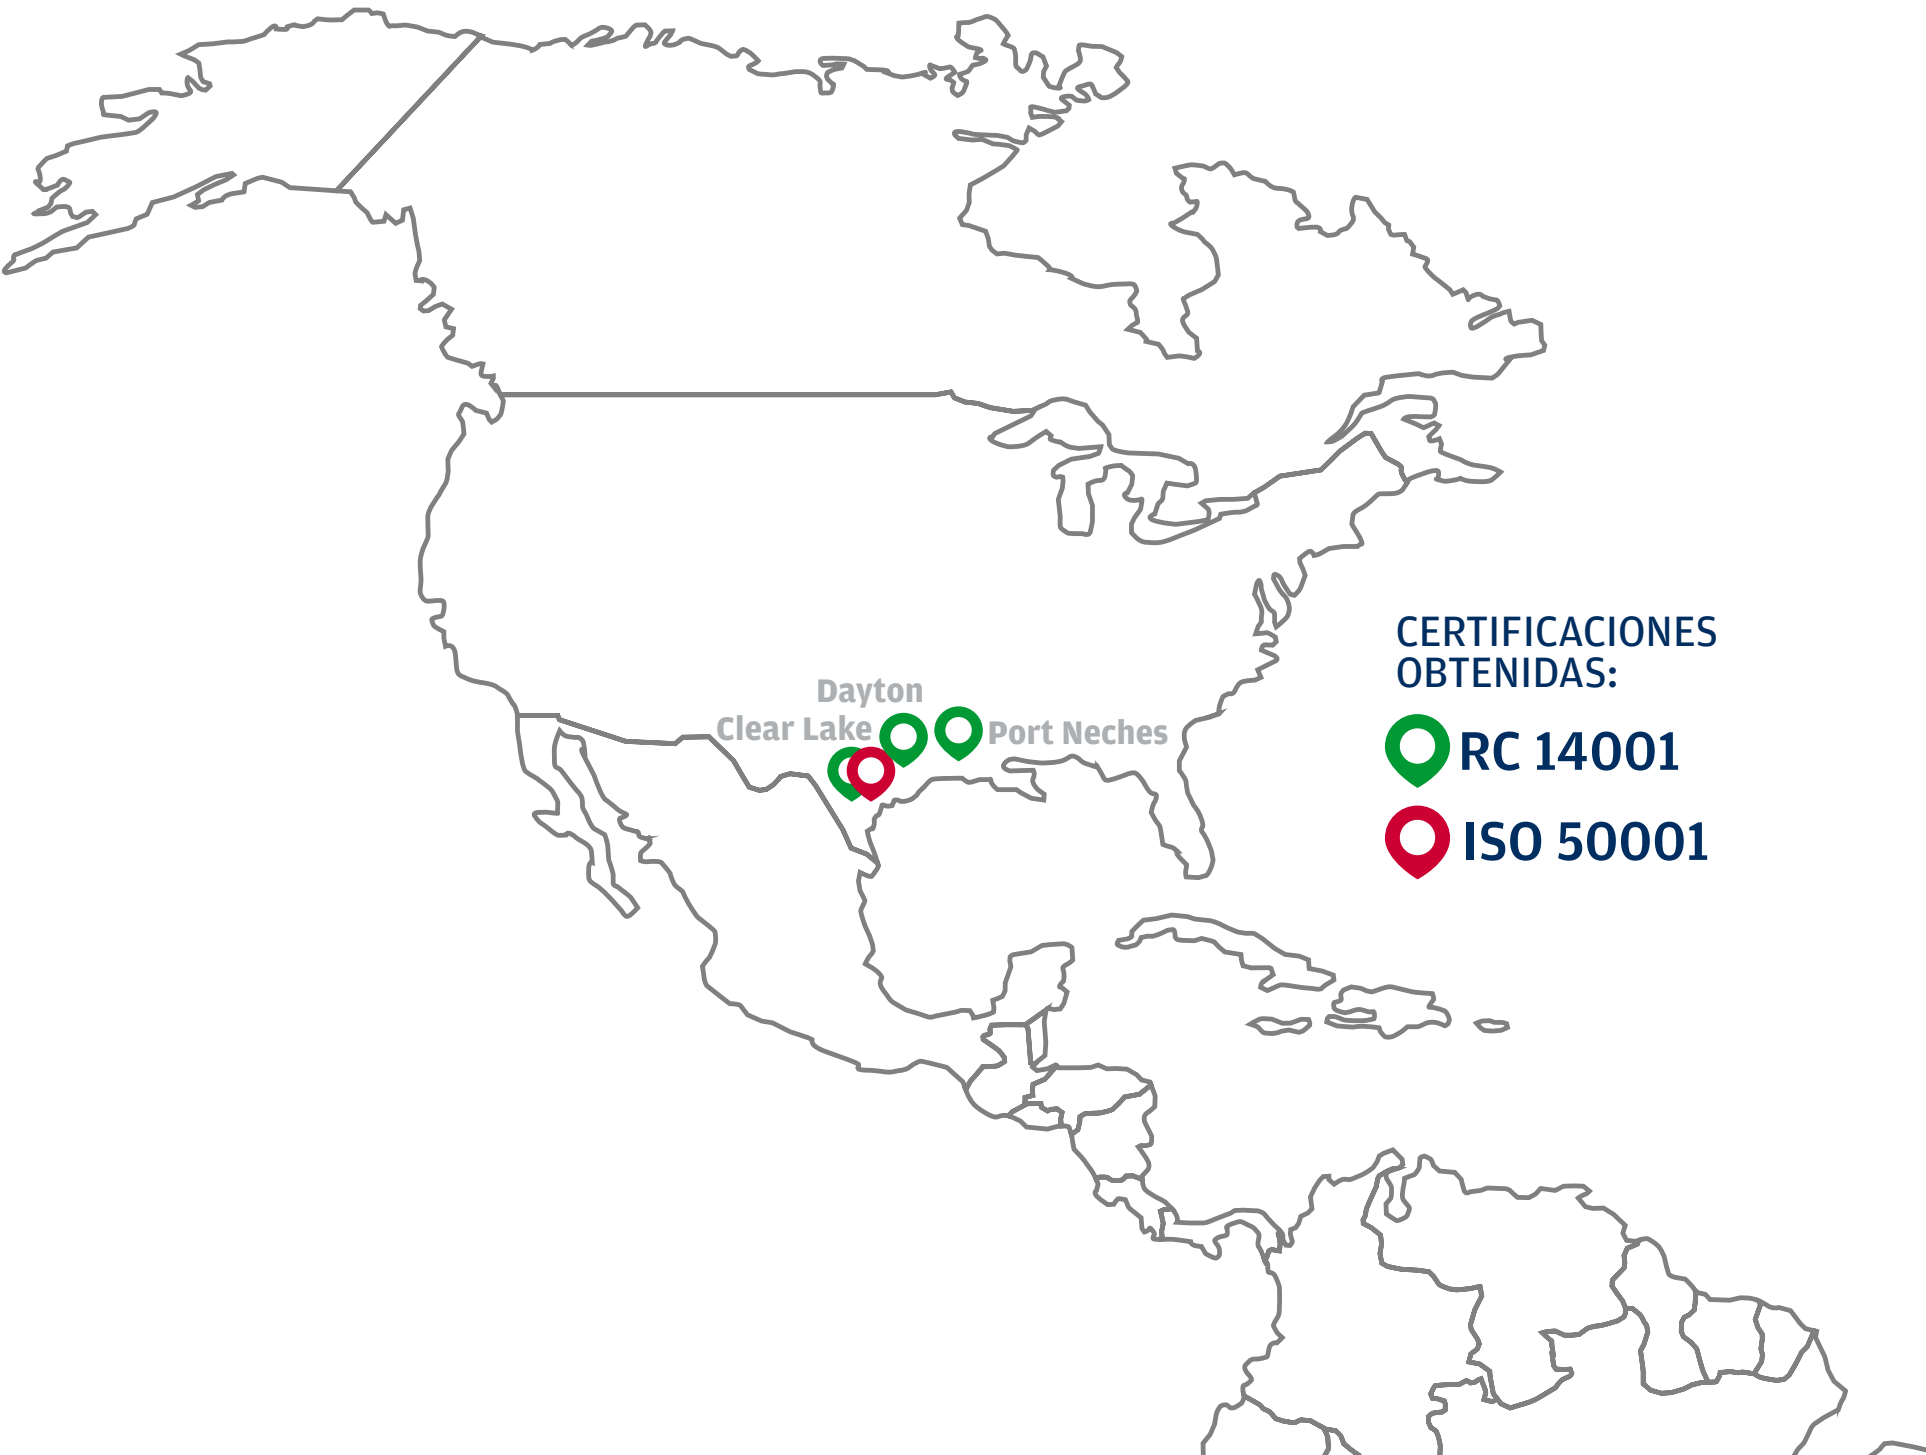 Dayton
Clear Lake
Port Neches
CERTIFICACIONES
OBTENIDAS:
RC 14001
ISO 50001